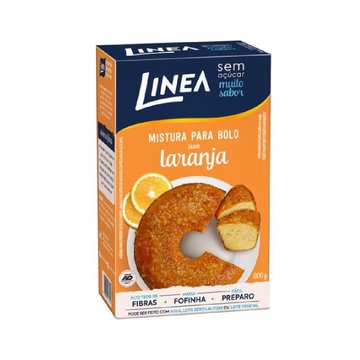 LINEA
sem
açúcar
muito
sabor
MISTURA PARA BOLO
SABOR
laranja
300 g
ALTO TEOR DE
FIBRAS
MASSA
FOFINHA
FÁCIL
PREPARO
PODE SER FEITO COM ÁGUA, LEITE ZERO LACTOSE OU LEITE VEGETAL